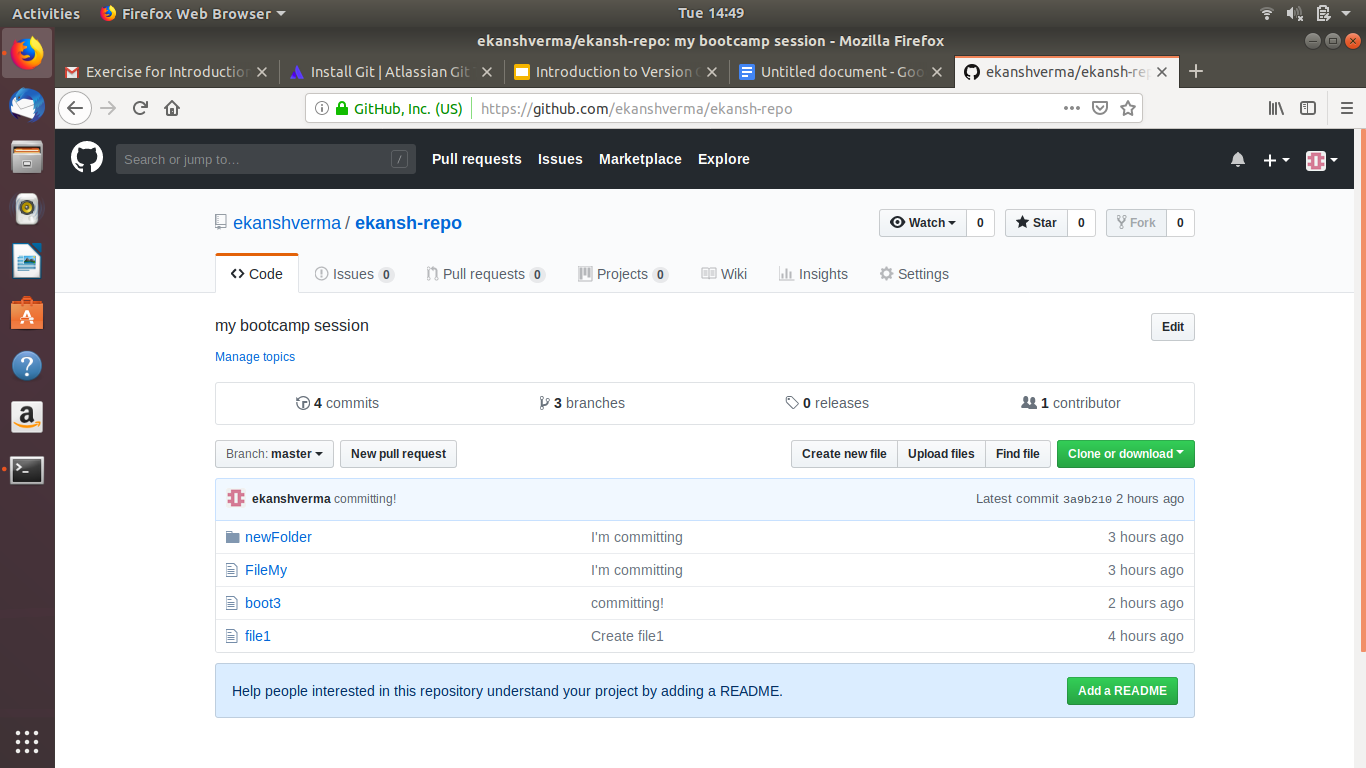 Activities Firefox Web Browser Tue 14:49
ekanshverma/ekansh-repo: my bootcamp session - Mozilla Firefox
Exercise for Introduction Install Git | Atlassian Git Introduction to Version C Untitled document - Goo ekanshverma/ekansh-rep
GitHub, Inc. (US) https://github.com/ekanshverma/ekansh-repo
Search or jump to… / Pull requests Issues Marketplace Explore
ekanshverma / ekansh-repo Watch 0 Star 0 Fork 0
Code Issues 0 Pull requests 0 Projects 0 Wiki Insights Settings
my bootcamp session Edit
Manage topics
4 commits 3 branches 0 releases 1 contributor
Branch: master New pull request Create new file Upload files Find file Clone or download
ekanshverma committing! Latest commit 3a9b210 2 hours ago
newFolder I'm committing 3 hours ago
FileMy I'm committing 3 hours ago
boot3 committing! 2 hours ago
file1 Create file1 4 hours ago
Help people interested in this repository understand your project by adding a README. Add a README